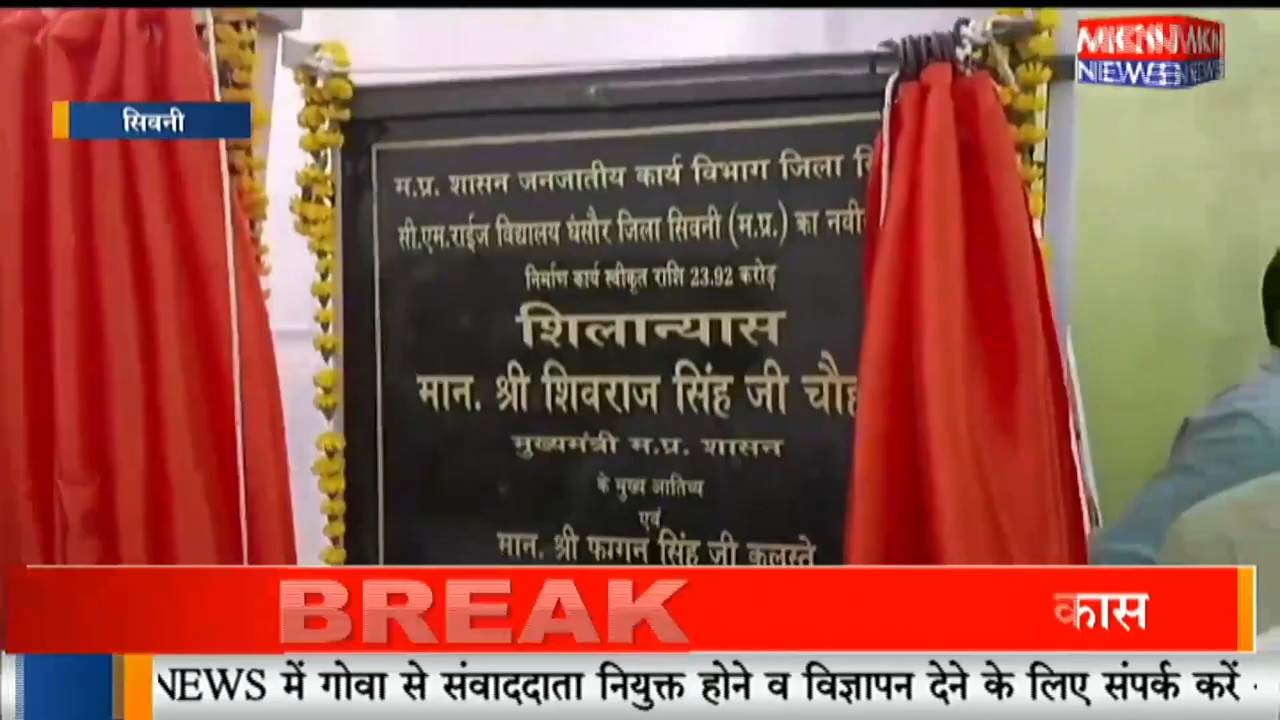 MKN
NEWS
सिवनी
म.प्र. शासन जनजातीय कार्य विभाग जिला
सी.एम.राईज विद्यालय घंसौर जिला सिवनी (म.प्र.) का
निर्माण कार्य स्वीकृत राशि 23.92 करोड़
शिलान्यास
मान. श्री शिवराज सिंह जी
मुख्यमंत्री म.प्र. शासन
के मुख्य आतिथ्य
एवं
मान. श्री फग्गन सिंह जी कुलस्ते
BREAK
कास
NEWS में गोवा से संवाददाता नियुक्त होने व विज्ञापन देने के लिए संपर्क करें